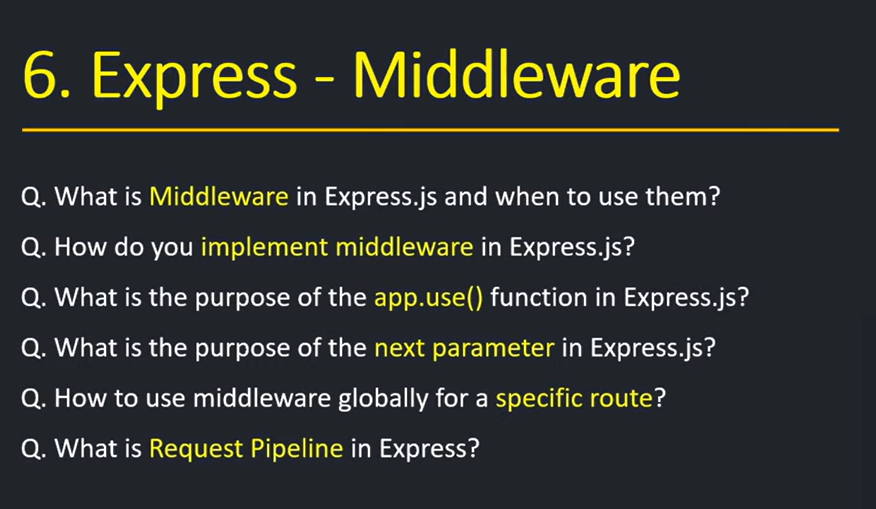 6. Express - Middleware
Q. What is Middleware in Express.js and when to use them?
Q. How do you implement middleware in Express.js?
Q. What is the purpose of the app.use() function in Express.js?
Q. What is the purpose of the next parameter in Express.js?
Q. How to use middleware globally for a specific route?
Q. What is Request Pipeline in Express?